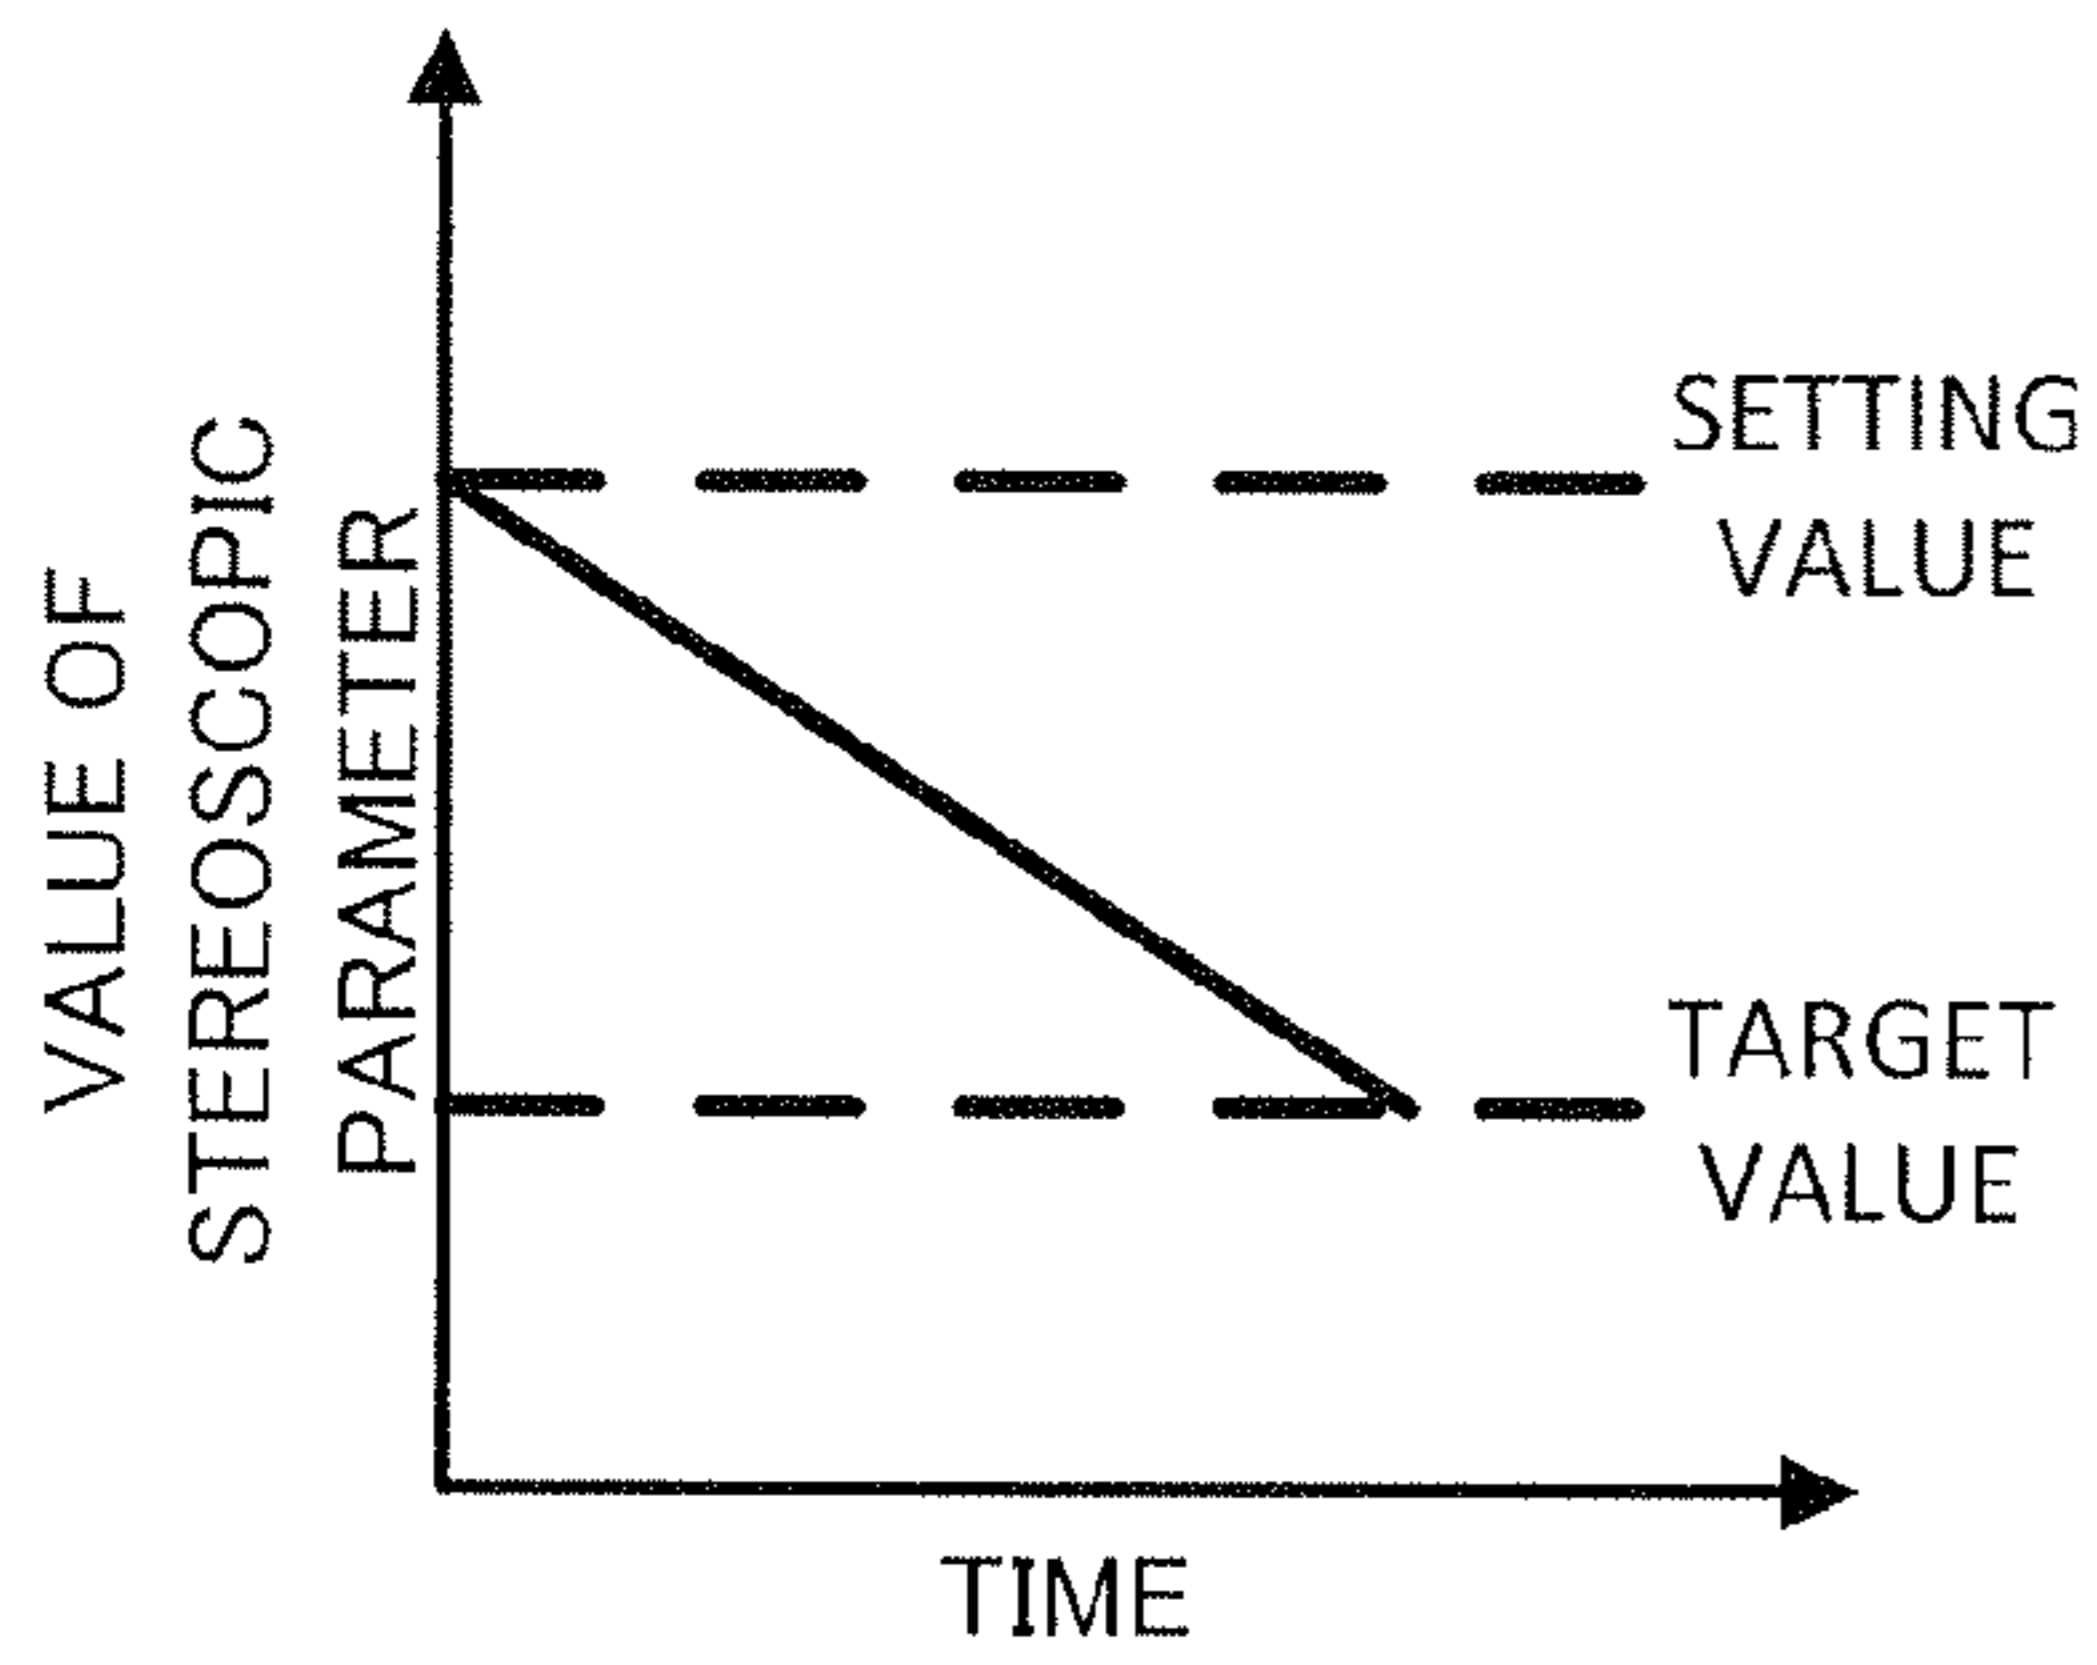 VALUE OF
STEREOSCOPIC
PARAMETER
SETTING
VALUE
TARGET
VALUE
TIME